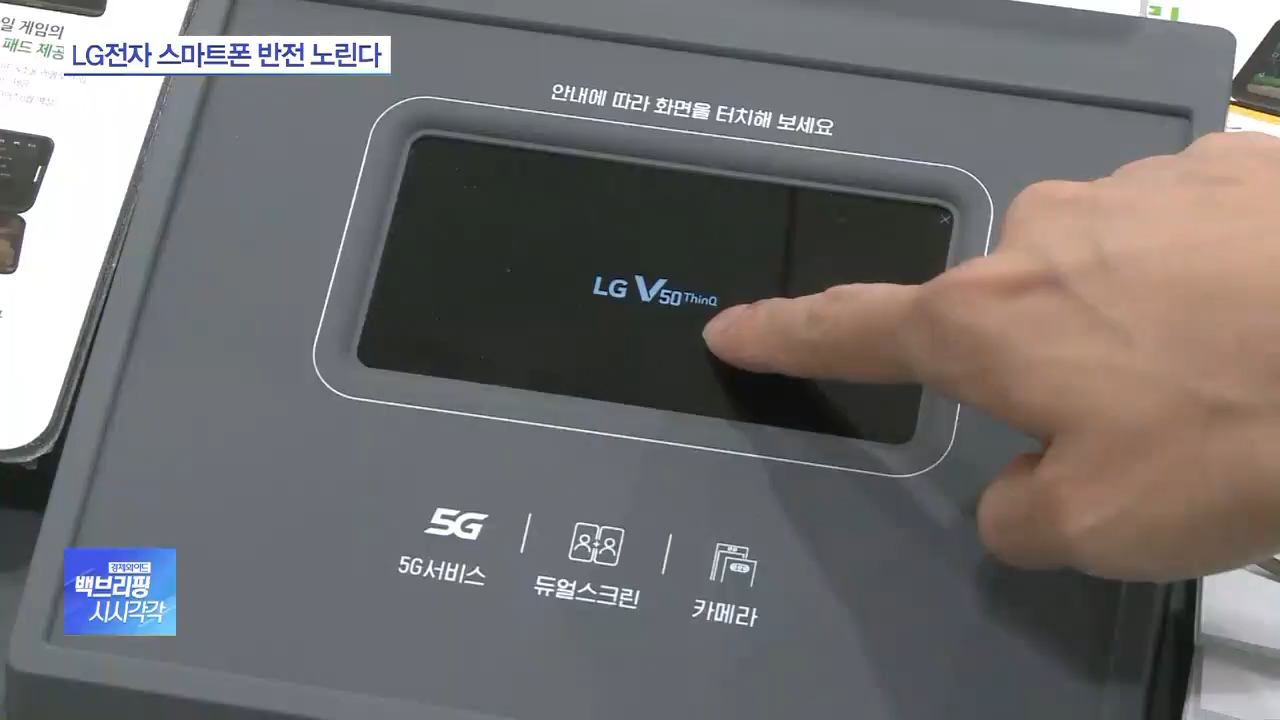 일 게임의
패드 제공
LG전자 스마트폰 반전 노린다
안내에 따라 화면을 터치해 보세요
LG V50 ThinQ
5G
5G서비스
듀얼스크린
카메라
경제와이드
백브리핑
시시각각